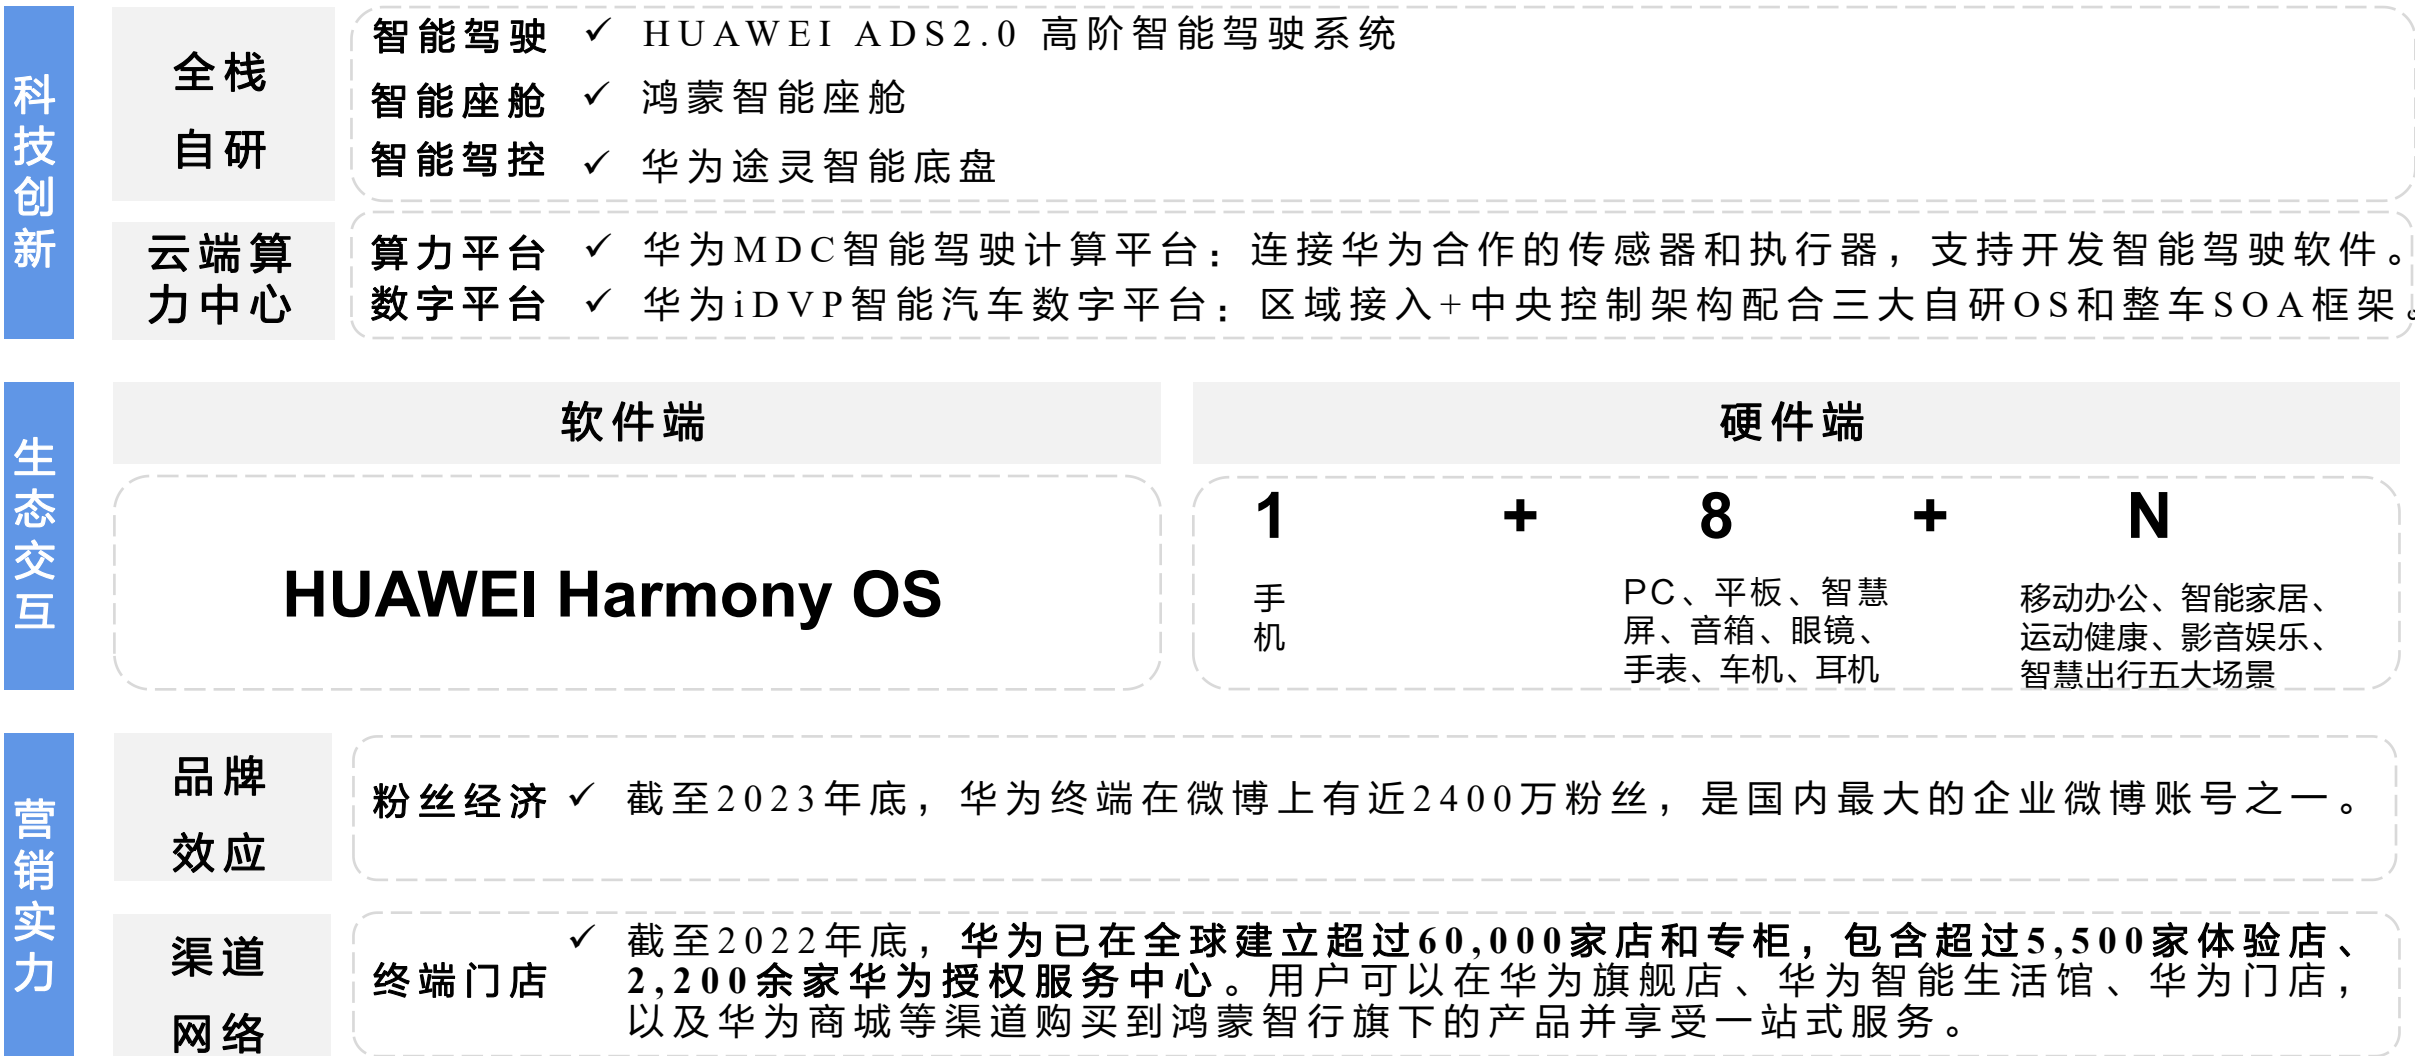 科技创新
全栈
自研
智能驾驶 ✓ HUAWEI ADS2.0 高阶智能驾驶系统
智能座舱 ✓ 鸿蒙智能座舱
智能驾控 ✓ 华为途灵智能底盘
云端算
力中心
算力平台 ✓ 华为MDC智能驾驶计算平台：连接华为合作的传感器和执行器，支持开发智能驾驶软件。
数字平台 ✓ 华为iDVP智能汽车数字平台：区域接入+中央控制架构配合三大自研OS和整车SOA框架。
生态交互
软件端
硬件端
HUAWEI Harmony OS
1 + 8 + N
手
机
PC、平板、智慧
屏、音箱、眼镜、
手表、车机、耳机
移动办公、智能家居、
运动健康、影音娱乐、
智慧出行五大场景
营销实力
品牌
效应
粉丝经济 ✓ 截至2023年底，华为终端在微博上有近2400万粉丝，是国内最大的企业微博账号之一。
渠道
网络
终端门店
✓ 截至2022年底，华为已在全球建立超过60,000家店和专柜，包含超过5,500家体验店、
2,200余家华为授权服务中心。用户可以在华为旗舰店、华为智能生活馆、华为门店，
以及华为商城等渠道购买到鸿蒙智行旗下的产品并享受一站式服务。